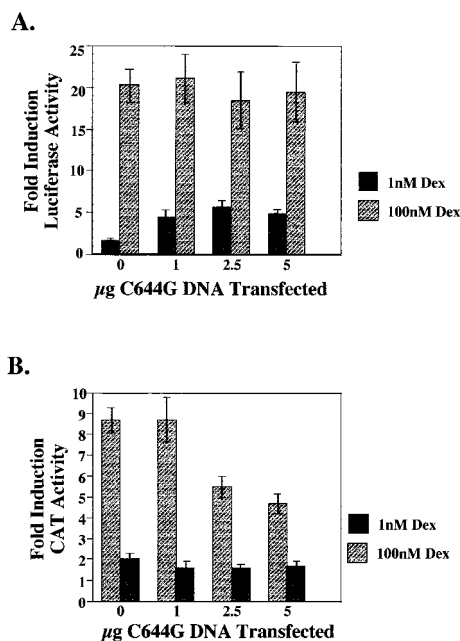 A.
Fold Induction
Luciferase Activity
25
20
15
10
5
0
0 1 2.5 5
µg C644G DNA Transfected
1nM Dex
100nM Dex
B.
Fold Induction
CAT Activity
10
9
8
7
6
5
4
3
2
1
0
0 1 2.5 5
µg C644G DNA Transfected
1nM Dex
100nM Dex